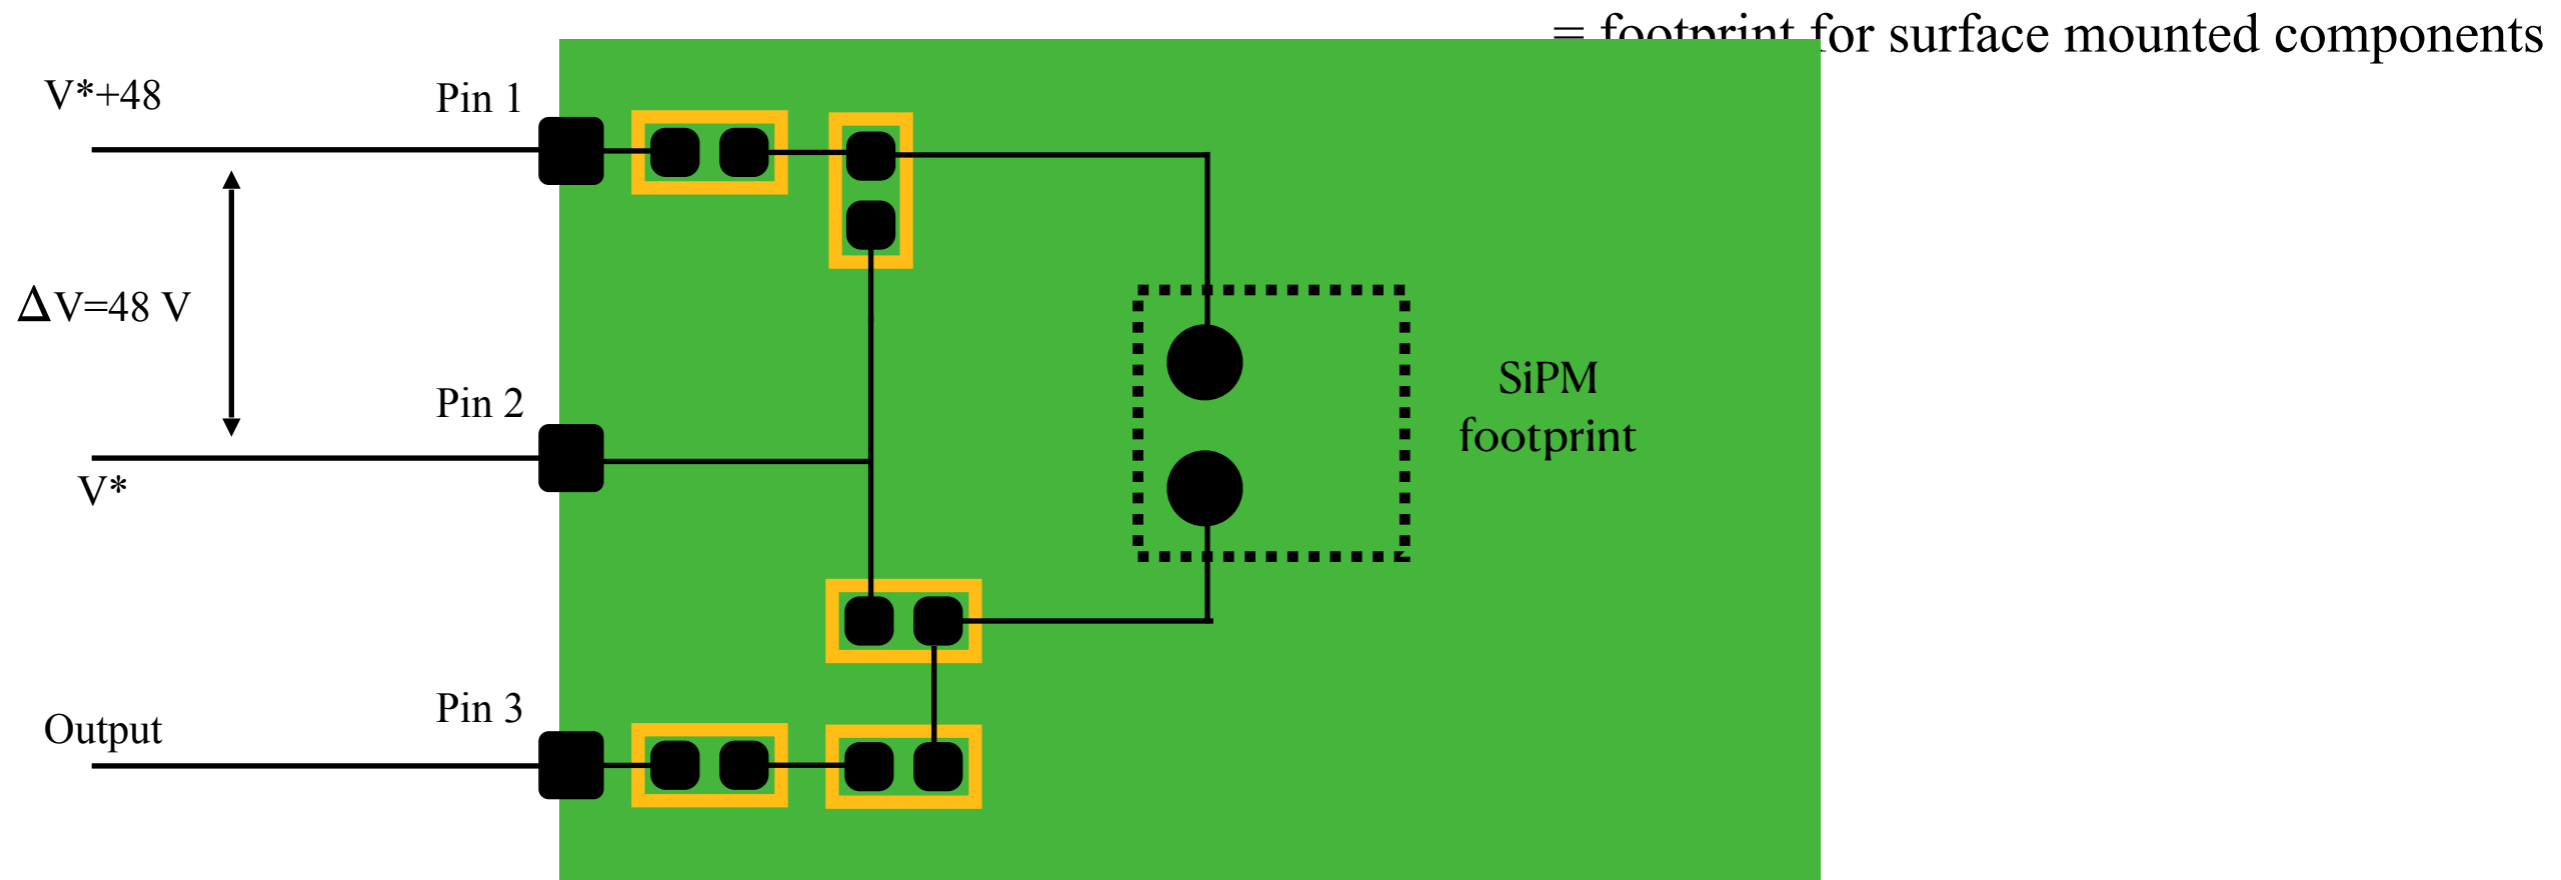 = footprint for surface mounted components
V*+48
Pin 1
ΔV=48 V
Pin 2
V*
SiPM
footprint
Pin 3
Output